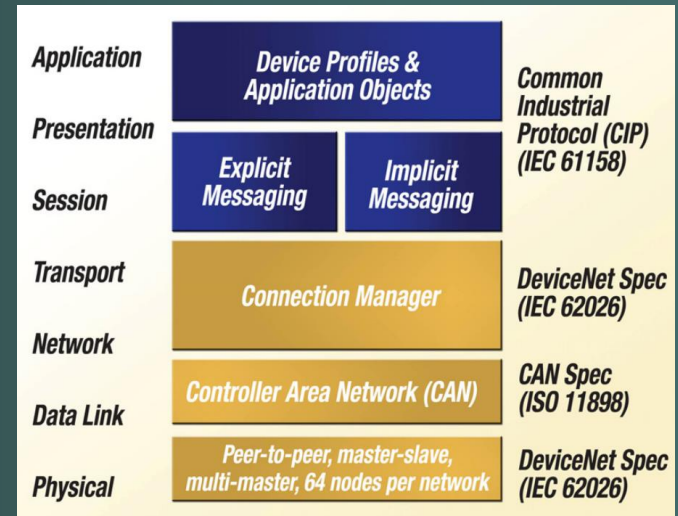 Application
Presentation
Session
Transport
Network
Data Link
Physical
Device Profiles &
Application Objects
Explicit
Messaging
Implicit
Messaging
Connection Manager
Controller Area Network (CAN)
Peer-to-peer, master-slave,
multi-master, 64 nodes per network
Common
Industrial
Protocol (CIP)
(IEC 61158)
DeviceNet Spec
(IEC 62026)
CAN Spec
(ISO 11898)
DeviceNet Spec
(IEC 62026)